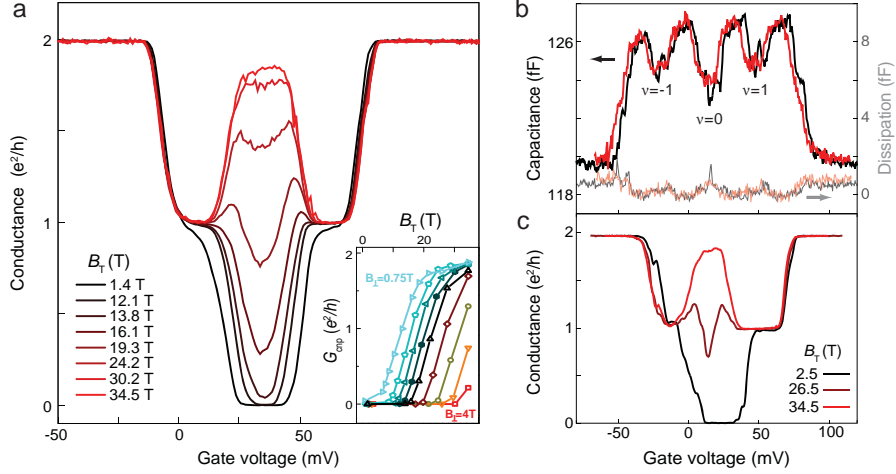 a
2
1
0
Conductance (e²/h)
-50
0
50
Gate voltage (mV)
B_T (T)
1.4 T
12.1 T
13.8 T
16.1 T
19.3 T
24.2 T
30.2 T
34.5 T
B_T (T)
0
20
2
1
0
G_cnp (e²/h)
B_⊥=0.75T
B_⊥=4T
b
126
118
Capacitance (fF)
8
4
0
Dissipation (fF)
ν=-1
ν=0
ν=1
c
2
1
0
Conductance (e²/h)
B_T (T)
2.5
26.5
34.5
-50
0
50
100
Gate voltage (mV)